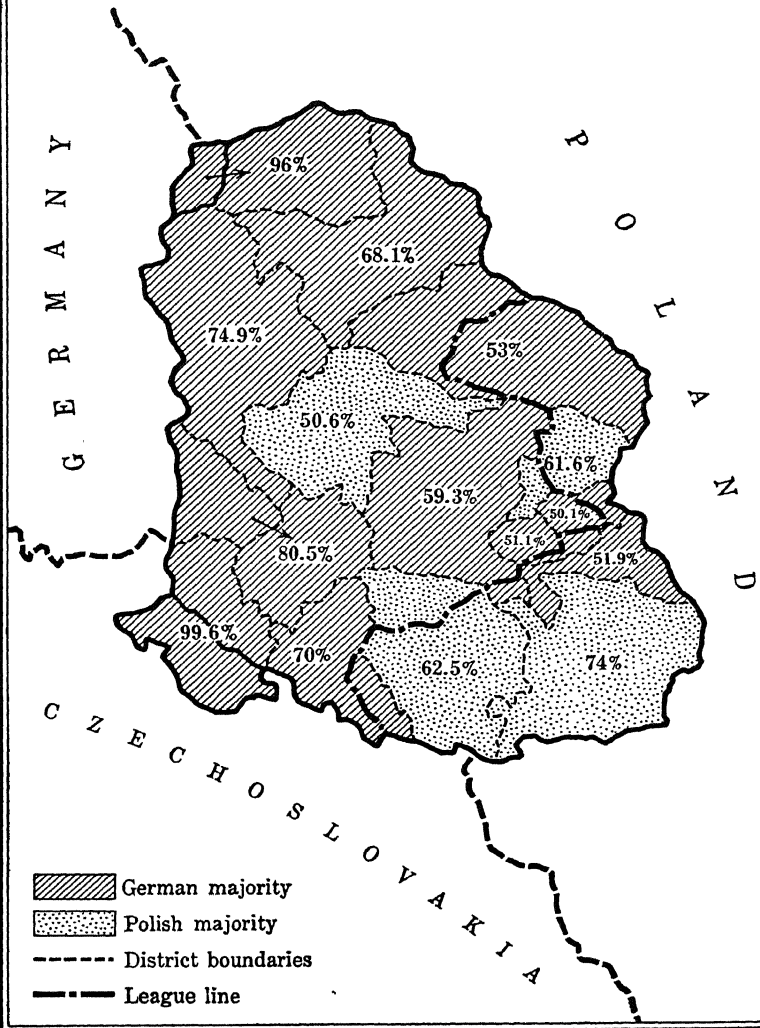 GERMANY
POLAND
96%
68.1%
74.9%
53%
50.6%
61.6%
59.3%
50.1%
51.1%
51.9%
80.5%
99.6%
70%
62.5%
74%
CZECHOSLOVAKIA
German majority
Polish majority
District boundaries
League line